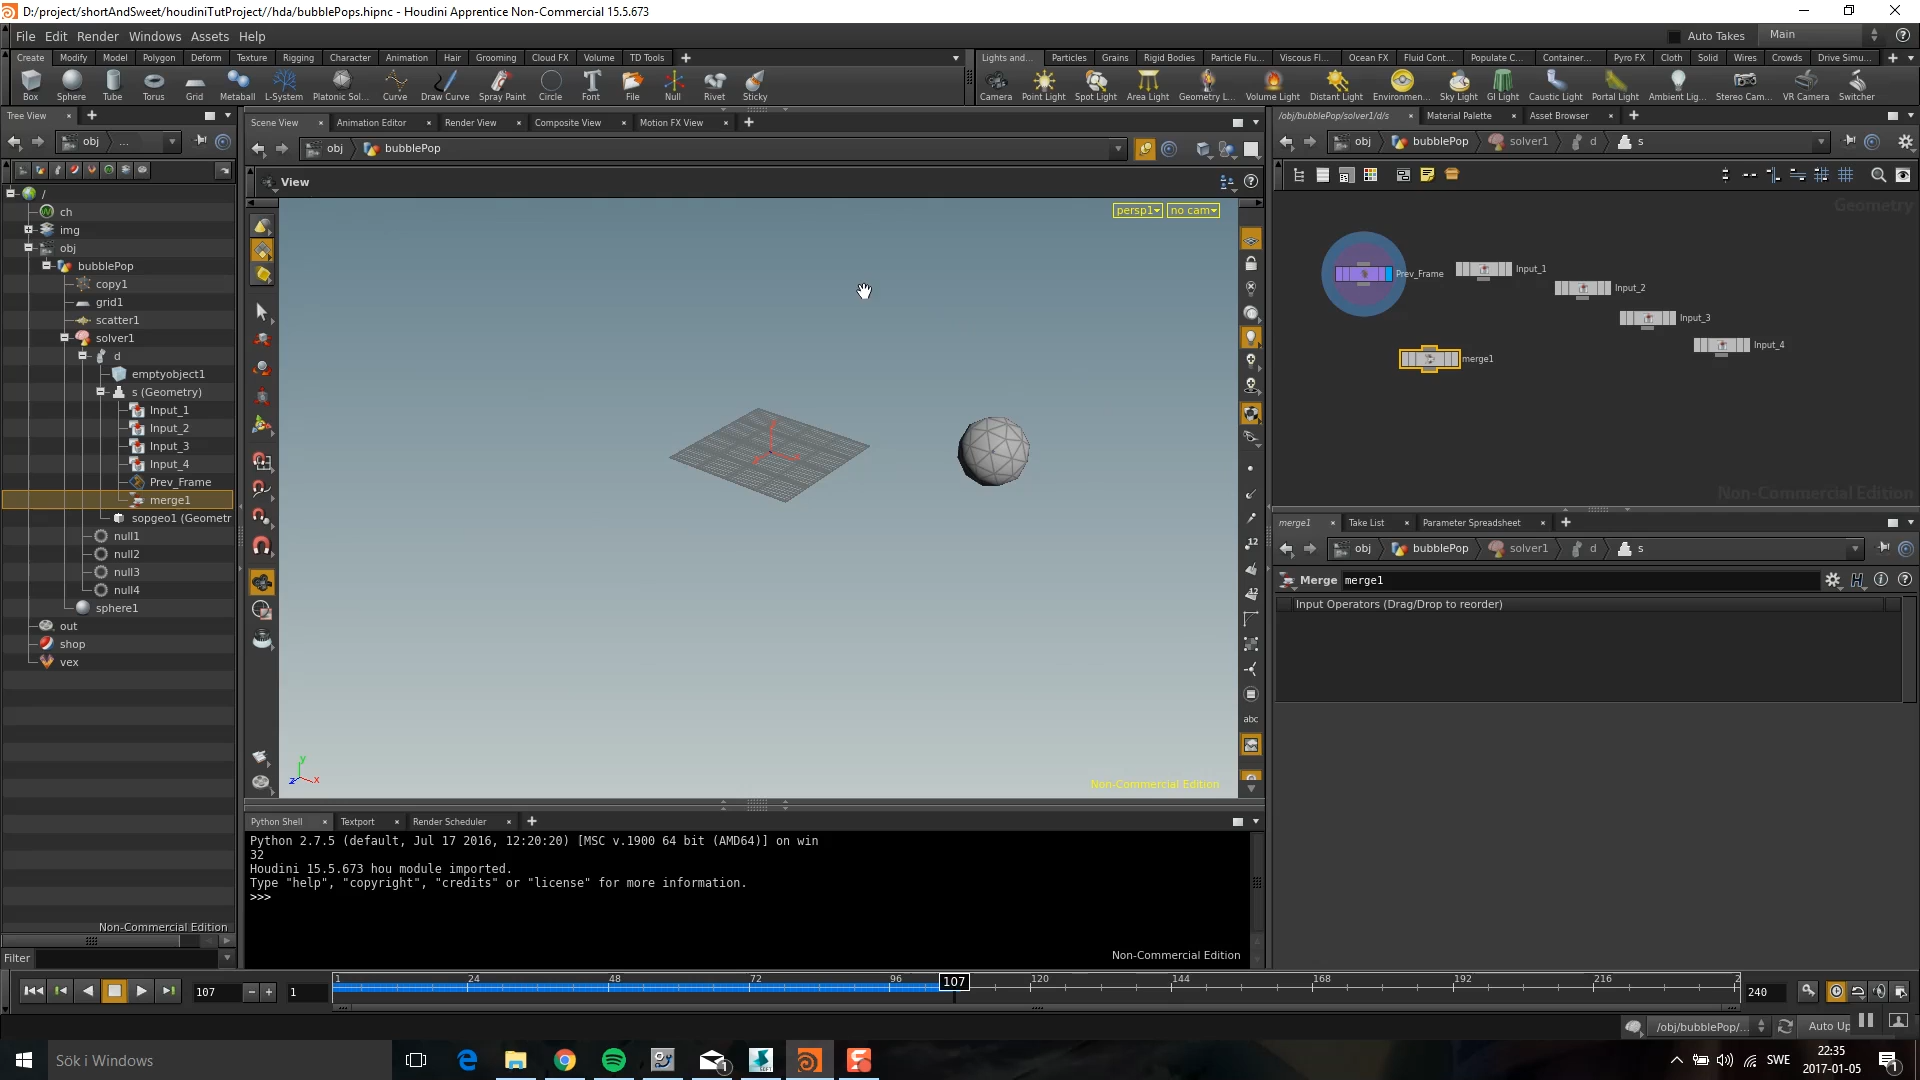 D:/project/shortAndSweet/houdiniTutProject//hda/bubblePops.hipnc - Houdini Apprentice Non-Commercial 15.5.673
File Edit Render Windows Assets Help
Auto Takes Main
Create Modify Model Polygon Deform Texture Rigging Character Animation Hair Grooming Cloud FX Volume TD Tools
Lights and... Particles Grains Rigid Bodies Particle Flu... Viscous Fl... Ocean FX Fluid Cont... Populate C... Container... Pyro FX Cloth Solid Wires Crowds Drive Simu...
Box Sphere Tube Torus Grid Metaball L-System Platonic Sol... Curve Draw Curve Spray Paint Circle Font File Null Rivet Sticky
Camera Point Light Spot Light Area Light Geometry L... Volume Light Distant Light Environmen... Sky Light GI Light Caustic Light Portal Light Ambient Lig... Stereo Cam... VR Camera Switcher
Tree View
obj ...
/
ch
img
obj
bubblePop
copy1
grid1
scatter1
solver1
d
emptyobject1
s (Geometry)
Input_1
Input_2
Input_3
Input_4
Prev_Frame
merge1
sopgeo1 (Geometr
null1
null2
null3
null4
sphere1
out
shop
vex
Non-Commercial Edition
Filter
Scene View Animation Editor Render View Composite View Motion FX View
obj bubblePop
View
persp1 no cam
12
12
abc
y
z x
Non-Commercial Edition
Python Shell Textport Render Scheduler
Python 2.7.5 (default, Jul 17 2016, 12:20:20) [MSC v.1900 64 bit (AMD64)] on win
32
Houdini 15.5.673 hou module imported.
Type "help", "copyright", "credits" or "license" for more information.
>>>
Non-Commercial Edition
/obj/bubblePop/solver1/d/s Material Palette Asset Browser
obj bubblePop solver1 d s
Geometry
Prev_Frame
Input_1
Input_2
Input_3
Input_4
merge1
Non-Commercial Edition
merge1 Take List Parameter Spreadsheet
obj bubblePop solver1 d s
Merge merge1
Input Operators (Drag/Drop to reorder)
107 1
1 24 48 72 96 107 120 144 168 192 216 2
240
/obj/bubblePop/... Auto Up
Sök i Windows
1
SWE
22:35
2017-01-05
1